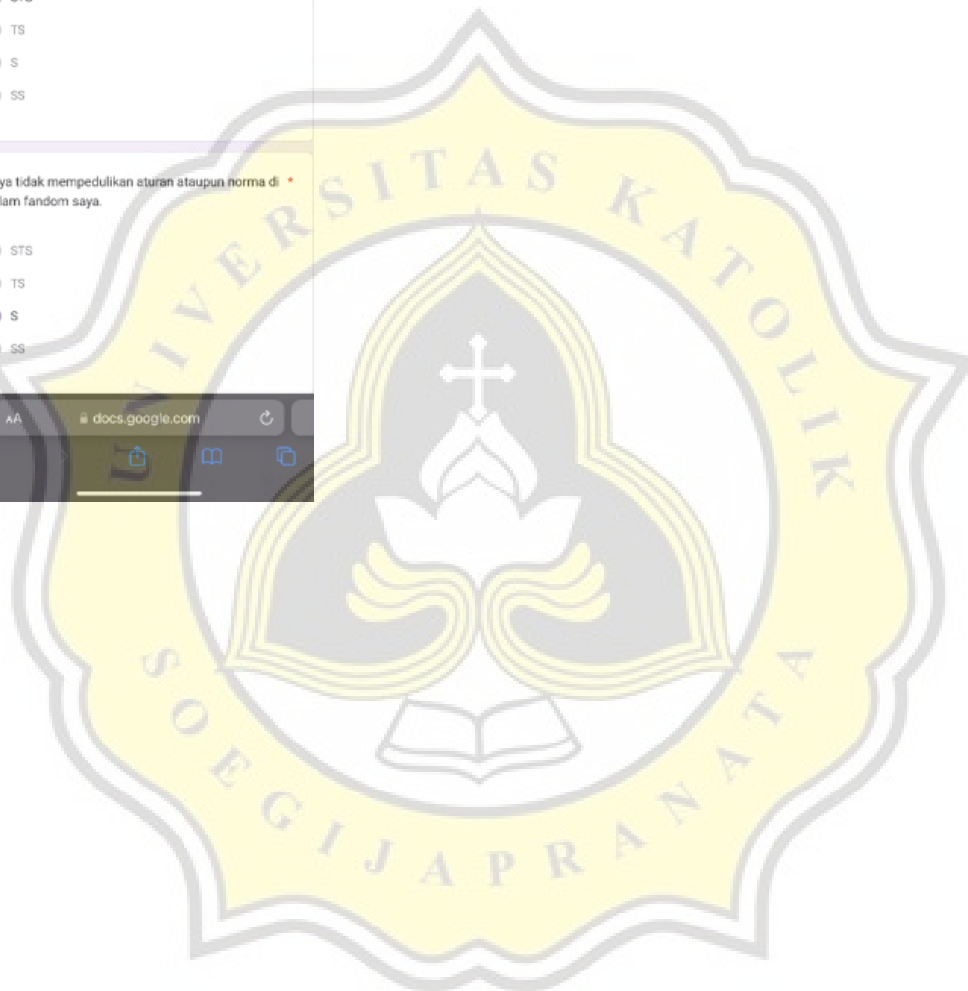 TS
S
SS
ya tidak mempedulikan aturan ataupun norma di *
lam fandom saya.
STS
TS
S
SS
AA docs.google.com
UNIVERSITAS KATOLIK
SOEGIJAPRANATA